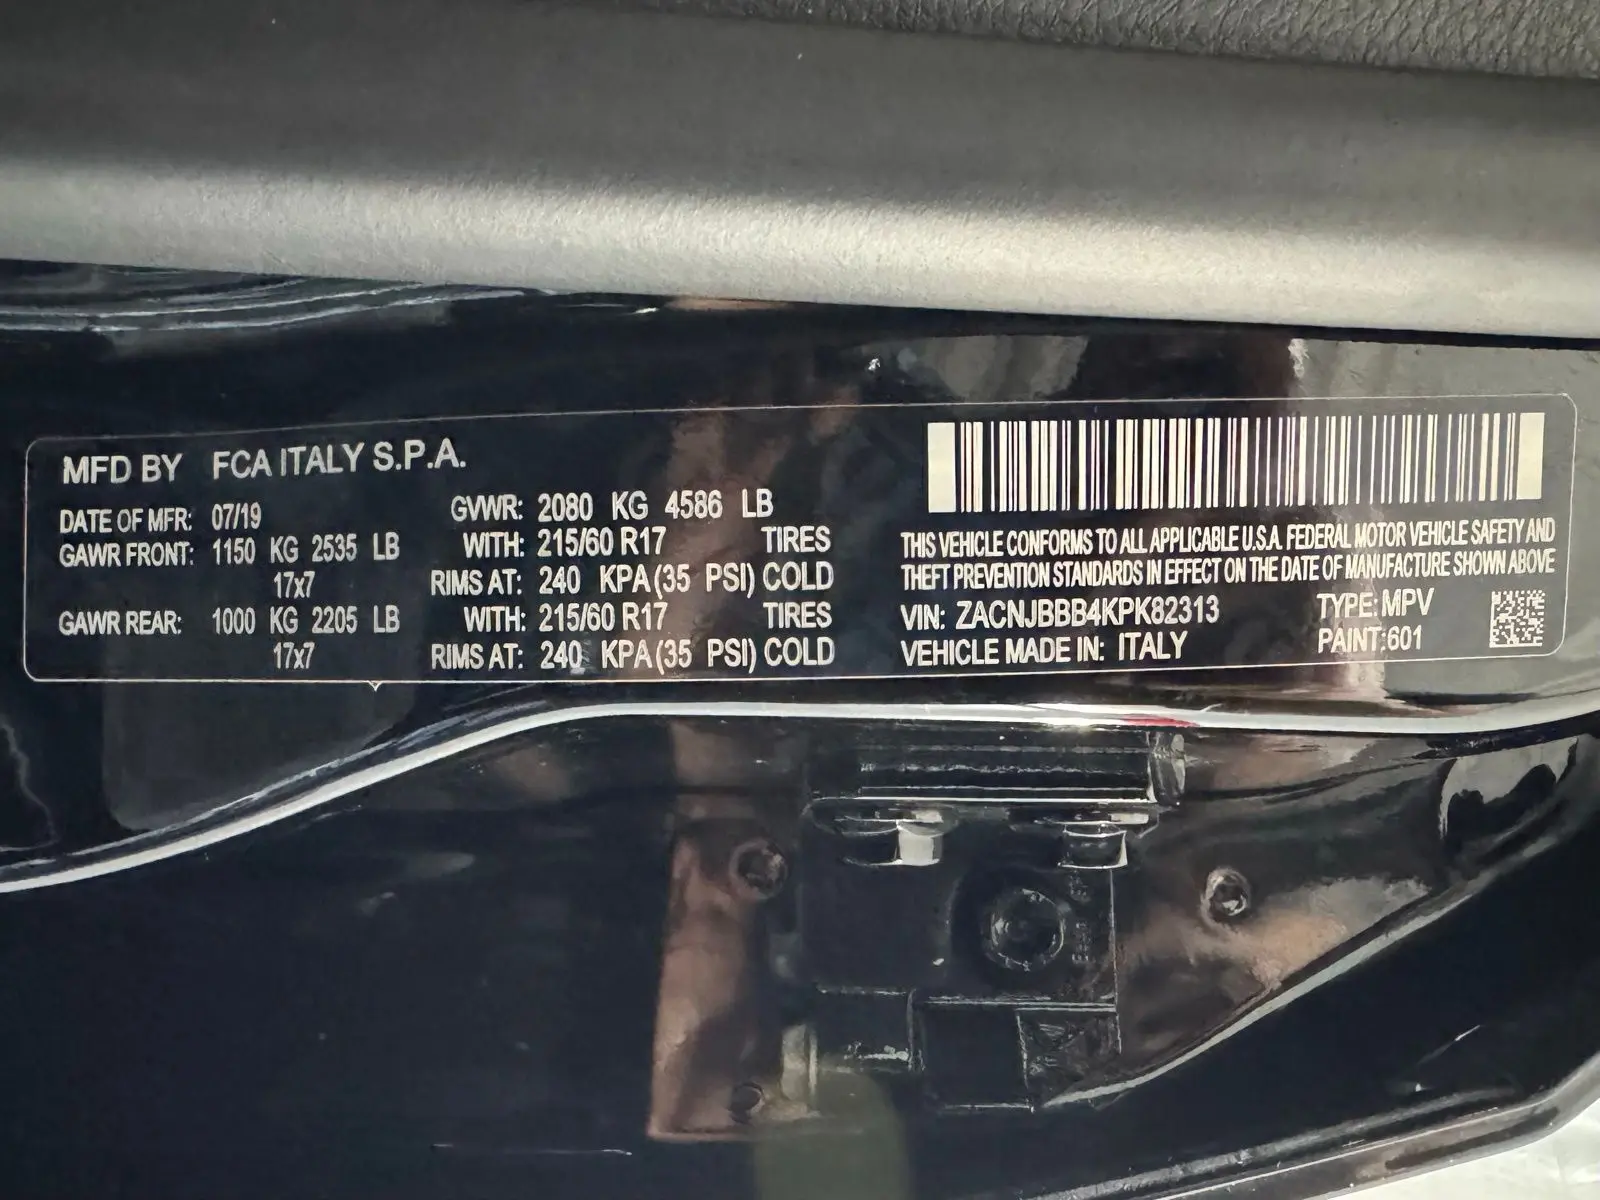 MFD BY FCA ITALY S.P.A.
DATE OF MFR: 07/19 GVWR: 2080 KG 4586 LB
GAWR FRONT: 1150 KG 2535 LB WITH: 215/60 R17 TIRES
17x7 RIMS AT: 240 KPA(35 PSI) COLD
GAWR REAR: 1000 KG 2205 LB WITH: 215/60 R17 TIRES
17x7 RIMS AT: 240 KPA(35 PSI) COLD
THIS VEHICLE CONFORMS TO ALL APPLICABLE U.S.A. FEDERAL MOTOR VEHICLE SAFETY AND
THEFT PREVENTION STANDARDS IN EFFECT ON THE DATE OF MANUFACTURE SHOWN ABOVE
VIN: ZACNJBBB4KPK82313 TYPE:MPV
VEHICLE MADE IN: ITALY PAINT:601